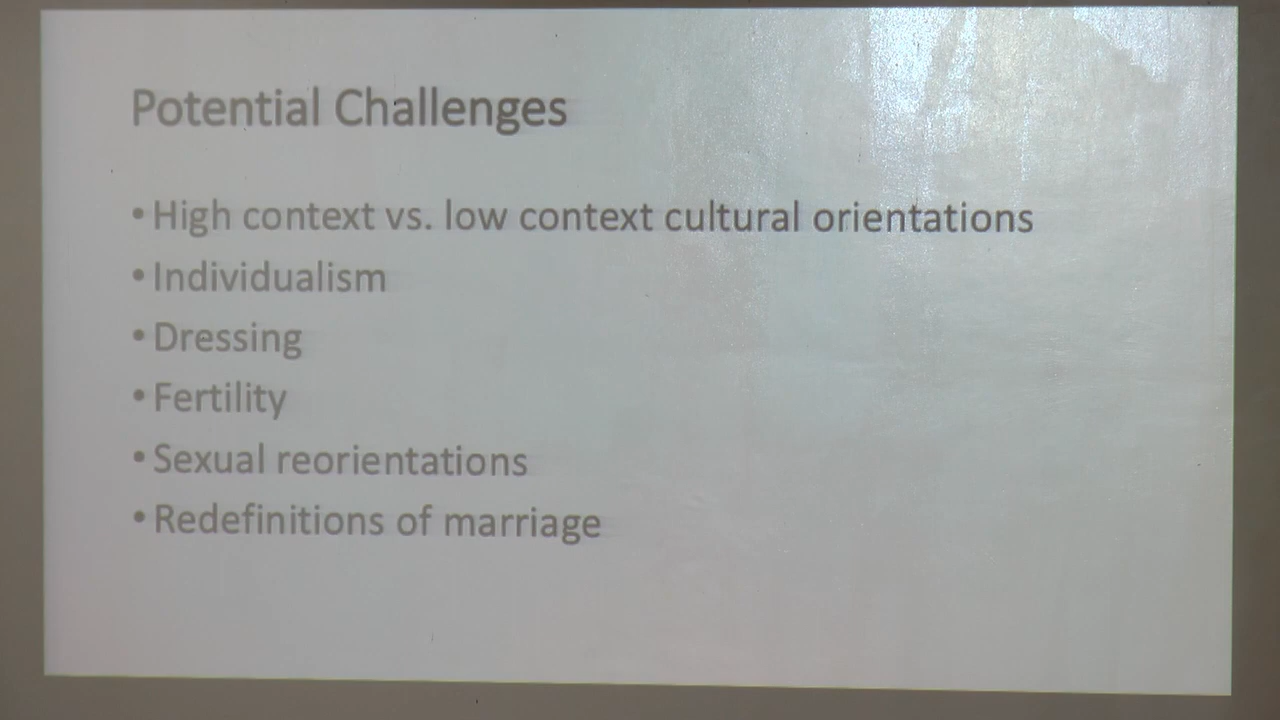 Potential Challenges
• High context vs. low context cultural orientations
• Individualism
• Dressing
• Fertility
• Sexual reorientations
• Redefinitions of marriage